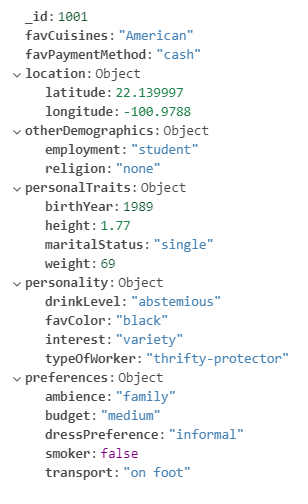 _id: 1001
favCuisines: "American"
favPaymentMethod: "cash"
location: Object
latitude: 22.139997
longitude: -100.9788
otherDemographics: Object
employment: "student"
religion: "none"
personalTraits: Object
birthYear: 1989
height: 1.77
maritalStatus: "single"
weight: 69
personality: Object
drinkLevel: "abstemious"
favColor: "black"
interest: "variety"
typeOfWorker: "thrifty-protector"
preferences: Object
ambience: "family"
budget: "medium"
dressPreference: "informal"
smoker: false
transport: "on foot"